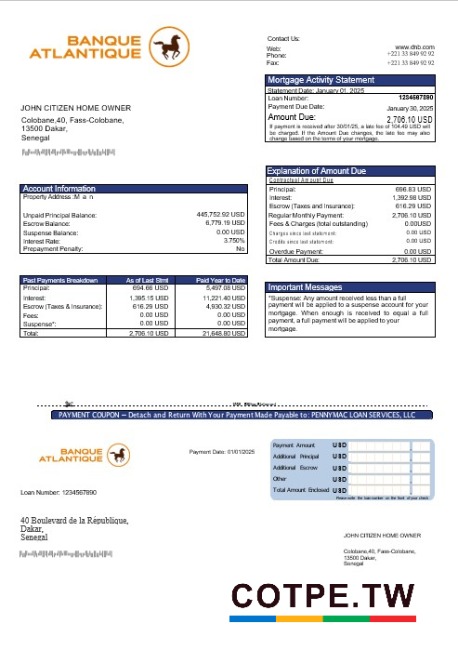 BANQUE
ATLANTIQUE
Contact Us:
Web: www.dhb.com
Phone: +221 33 849 92 92
Fax: +221 33 849 92 92
Mortgage Activity Statement
Statement Date: January 01, 2025
Loan Number: 1234567890
Payment Due Date: January 30, 2025
Amount Due: 2,706.10 USD
If payment is received after 30/01/25, a late fee of 104.49 USD will
be charged. If the Amount Due changes, the late fee may also
change based on the terms of your mortgage.
JOHN CITIZEN HOME OWNER
Colobane,40, Fass-Colobane,
13500 Dakar,
Senegal
Account Information
Property Address: M a n
Unpaid Principal Balance: 445,752.92 USD
Escrow Balance: 6,779.19 USD
Suspense Balance: 0.00 USD
Interest Rate: 3.750%
Prepayment Penalty: No
Explanation of Amount Due
Contractual Amount Due
Principal: 696.83 USD
Interest: 1,392.98 USD
Escrow (Taxes and Insurance): 616.29 USD
Regular Monthly Payment: 2,706.10 USD
Fees & Charges (total outstanding) 0.00USD
Charges since last statement: 0.00 USD
Credits since last statement: 0.00 USD
Overdue Payment: 0.00 USD
Total Amount Due: 2,706.10 USD
Past Payments Breakdown As of Last Stmt Paid Year to Date
Principal: 694.66 USD 5,497.08 USD
Interest: 1,395.15 USD 11,221.40 USD
Escrow (Taxes & Insurance): 616.29 USD 4,930.32 USD
Fees: 0.00 USD 0.00 USD
Suspense*: 0.00 USD 0.00 USD
Total: 2,706.10 USD 21,648.80 USD
Important Messages
*Suspense: Any amount received less than a full
payment will be applied to a suspense account for your
mortgage. When enough is received to equal a full
payment, a full payment will be applied to your
mortgage.
PAYMENT COUPON – Detach and Return With Your Payment Made Payable to: PENNYMAC LOAN SERVICES, LLC
BANQUE
ATLANTIQUE
Payment Date: 01/01/2025
Payment Amount USD
Additional Principal USD
Additional Escrow USD
Other USD
Total Amount Enclosed USD
Please write the loan number on the front of your check.
Loan Number: 1234567890
40 Boulevard de la République,
Dakar,
Senegal
JOHN CITIZEN HOME OWNER
Colobane,40, Fass-Colobane,
13500 Dakar,
Senegal
COTPE.TW